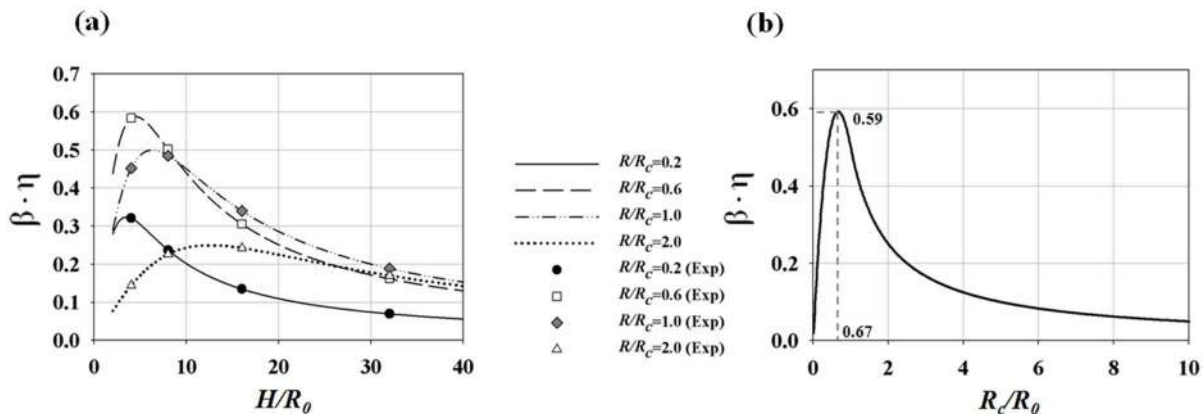 (a)
β · η
0.7
0.6
0.5
0.4
0.3
0.2
0.1
0.0
0 10 20 30 40
H/R₀
R/Rc=0.2
R/Rc=0.6
R/Rc=1.0
R/Rc=2.0
R/Rc=0.2 (Exp)
R/Rc=0.6 (Exp)
R/Rc=1.0 (Exp)
R/Rc=2.0 (Exp)
(b)
β · η
0.6
0.4
0.2
0.0
0.59
0.67
0 2 4 6 8 10
Rc/R₀